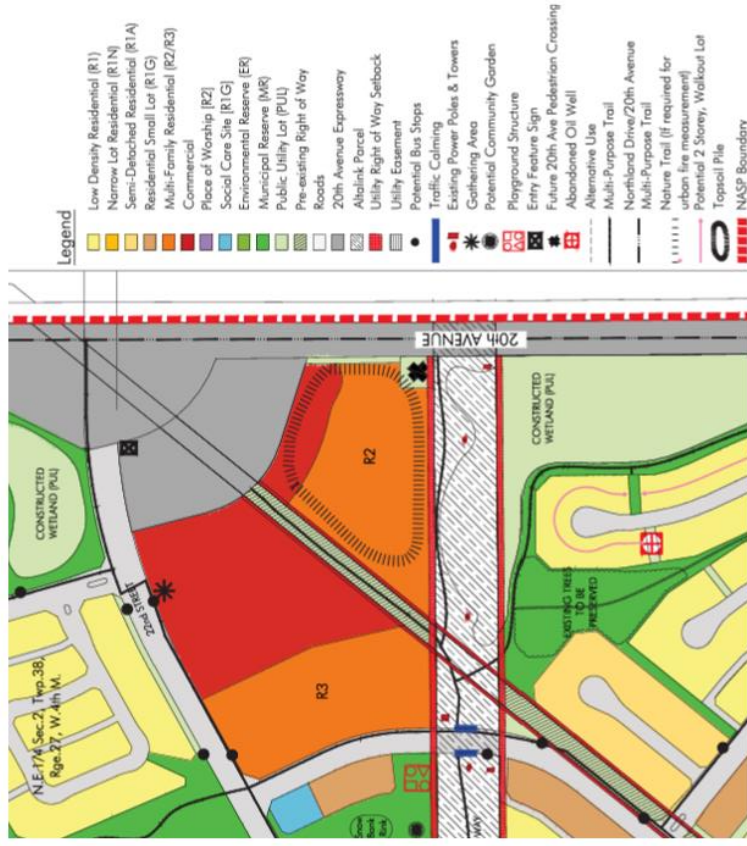 Legend
Low Density Residential (R1)
Narrow Lot Residential (R1N)
Semi-Detached Residential (R1A)
Residential Small Lot (R1G)
Multi-Family Residential (R2/R3)
Commercial
Place of Worship [R2]
Social Care Site [R1G]
Environmental Reserve (ER)
Municipal Reserve (MR)
Public Utility Lot (PUL)
Pre-existing Right of Way
Roads
20th Avenue Expressway
Altalink Parcel
Utility Right of Way Setback
Utility Easement
Potential Bus Stops
Traffic Calming
Existing Power Poles & Towers
Gathering Area
Potential Community Garden
Playground Structure
Entry Feature Sign
Future 20th Ave Pedestrian Crossing
Abandoned Oil Well
Alternative Use
Multi-Purpose Trail
Northland Drive/20th Avenue
Multi-Purpose Trail
Nature Trail (If required for
urban fire measurement)
Potential 2 Storey, Walkout Lot
Topsoil Pile
NASP Boundary
N.E.1/4 Sec.2, Twp.38,
Rge.27, W.4th M.
CONSTRUCTED
WETLAND (PUL)
22nd STREET
R3
R2
20th AVENUE
Snow
Bank
Rink
WAY
EXISTING TREES
TO BE
PRESERVED
CONSTRUCTED
WETLAND (PUL)